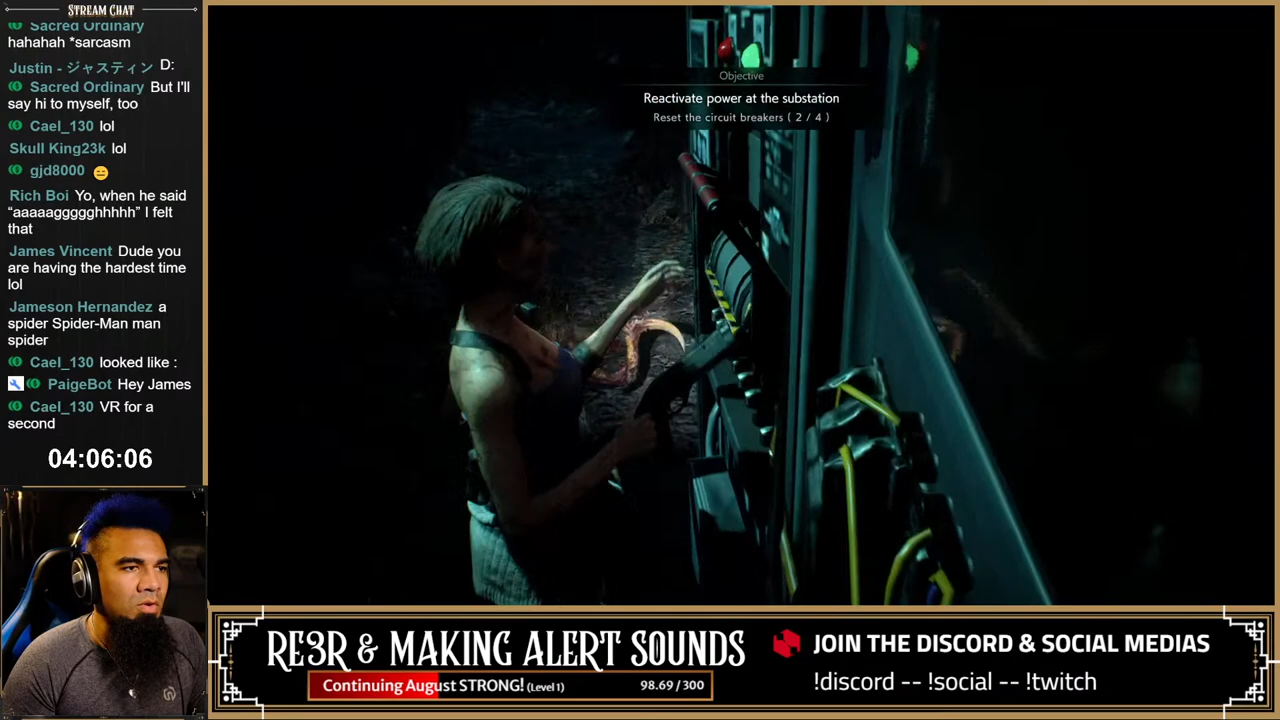 STREAM CHAT
Sacred Ordinary
hahahah *sarcasm
Justin - ジャスティン D:
Sacred Ordinary But I'll
say hi to myself, too
Cael_130 lol
Skull King23k lol
gjd8000 😑
Rich Boi Yo, when he said
“aaaaaggggghhhhh” I felt
that
James Vincent Dude you
are having the hardest time
lol
Jameson Hernandez a
spider Spider-Man man
spider
Cael_130 looked like :
PaigeBot Hey James
Cael_130 VR for a
second
04:06:06
Objective
Reactivate power at the substation
Reset the circuit breakers ( 2 / 4 )
RE3R & MAKING ALERT SOUNDS
Continuing August STRONG! (Level 1) 98.69 / 300
JOIN THE DISCORD & SOCIAL MEDIAS
!discord -- !social -- !twitch